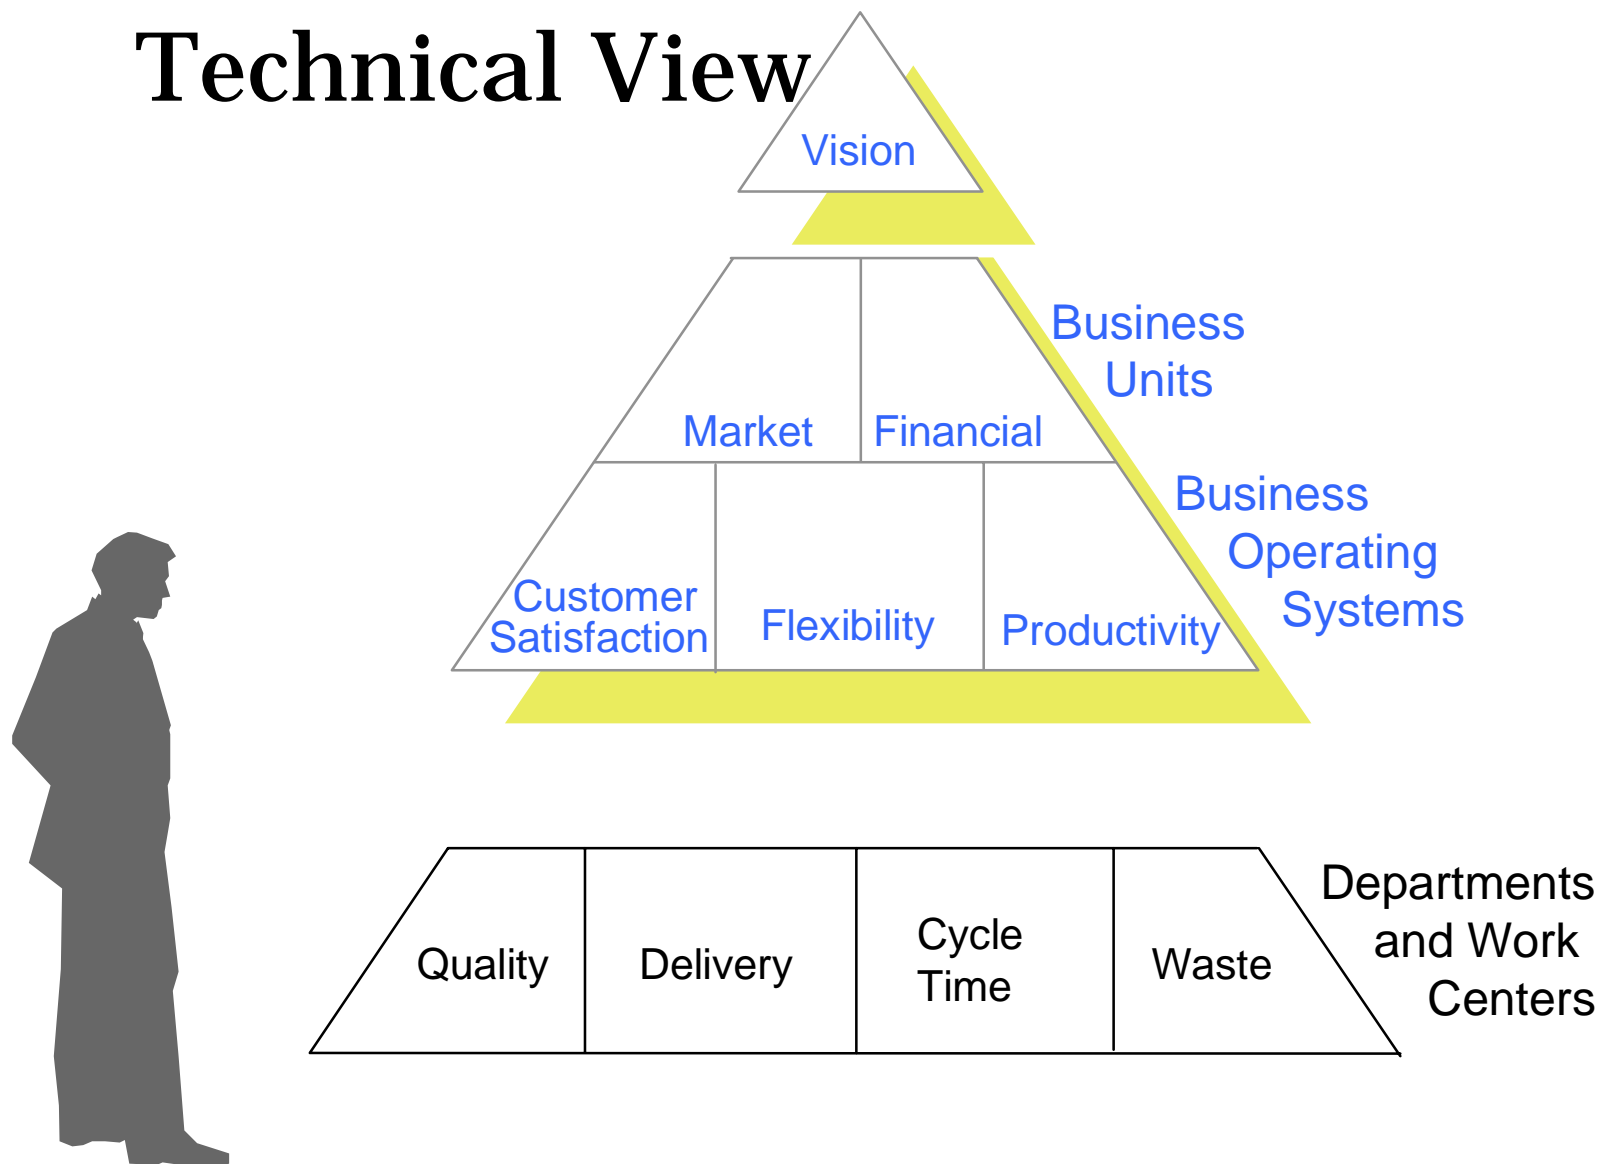 Technical View
Vision
Business
Units
Market
Financial
Business
Operating
Systems
Customer
Satisfaction
Flexibility
Productivity
Departments
and Work
Centers
Quality
Delivery
Cycle
Time
Waste